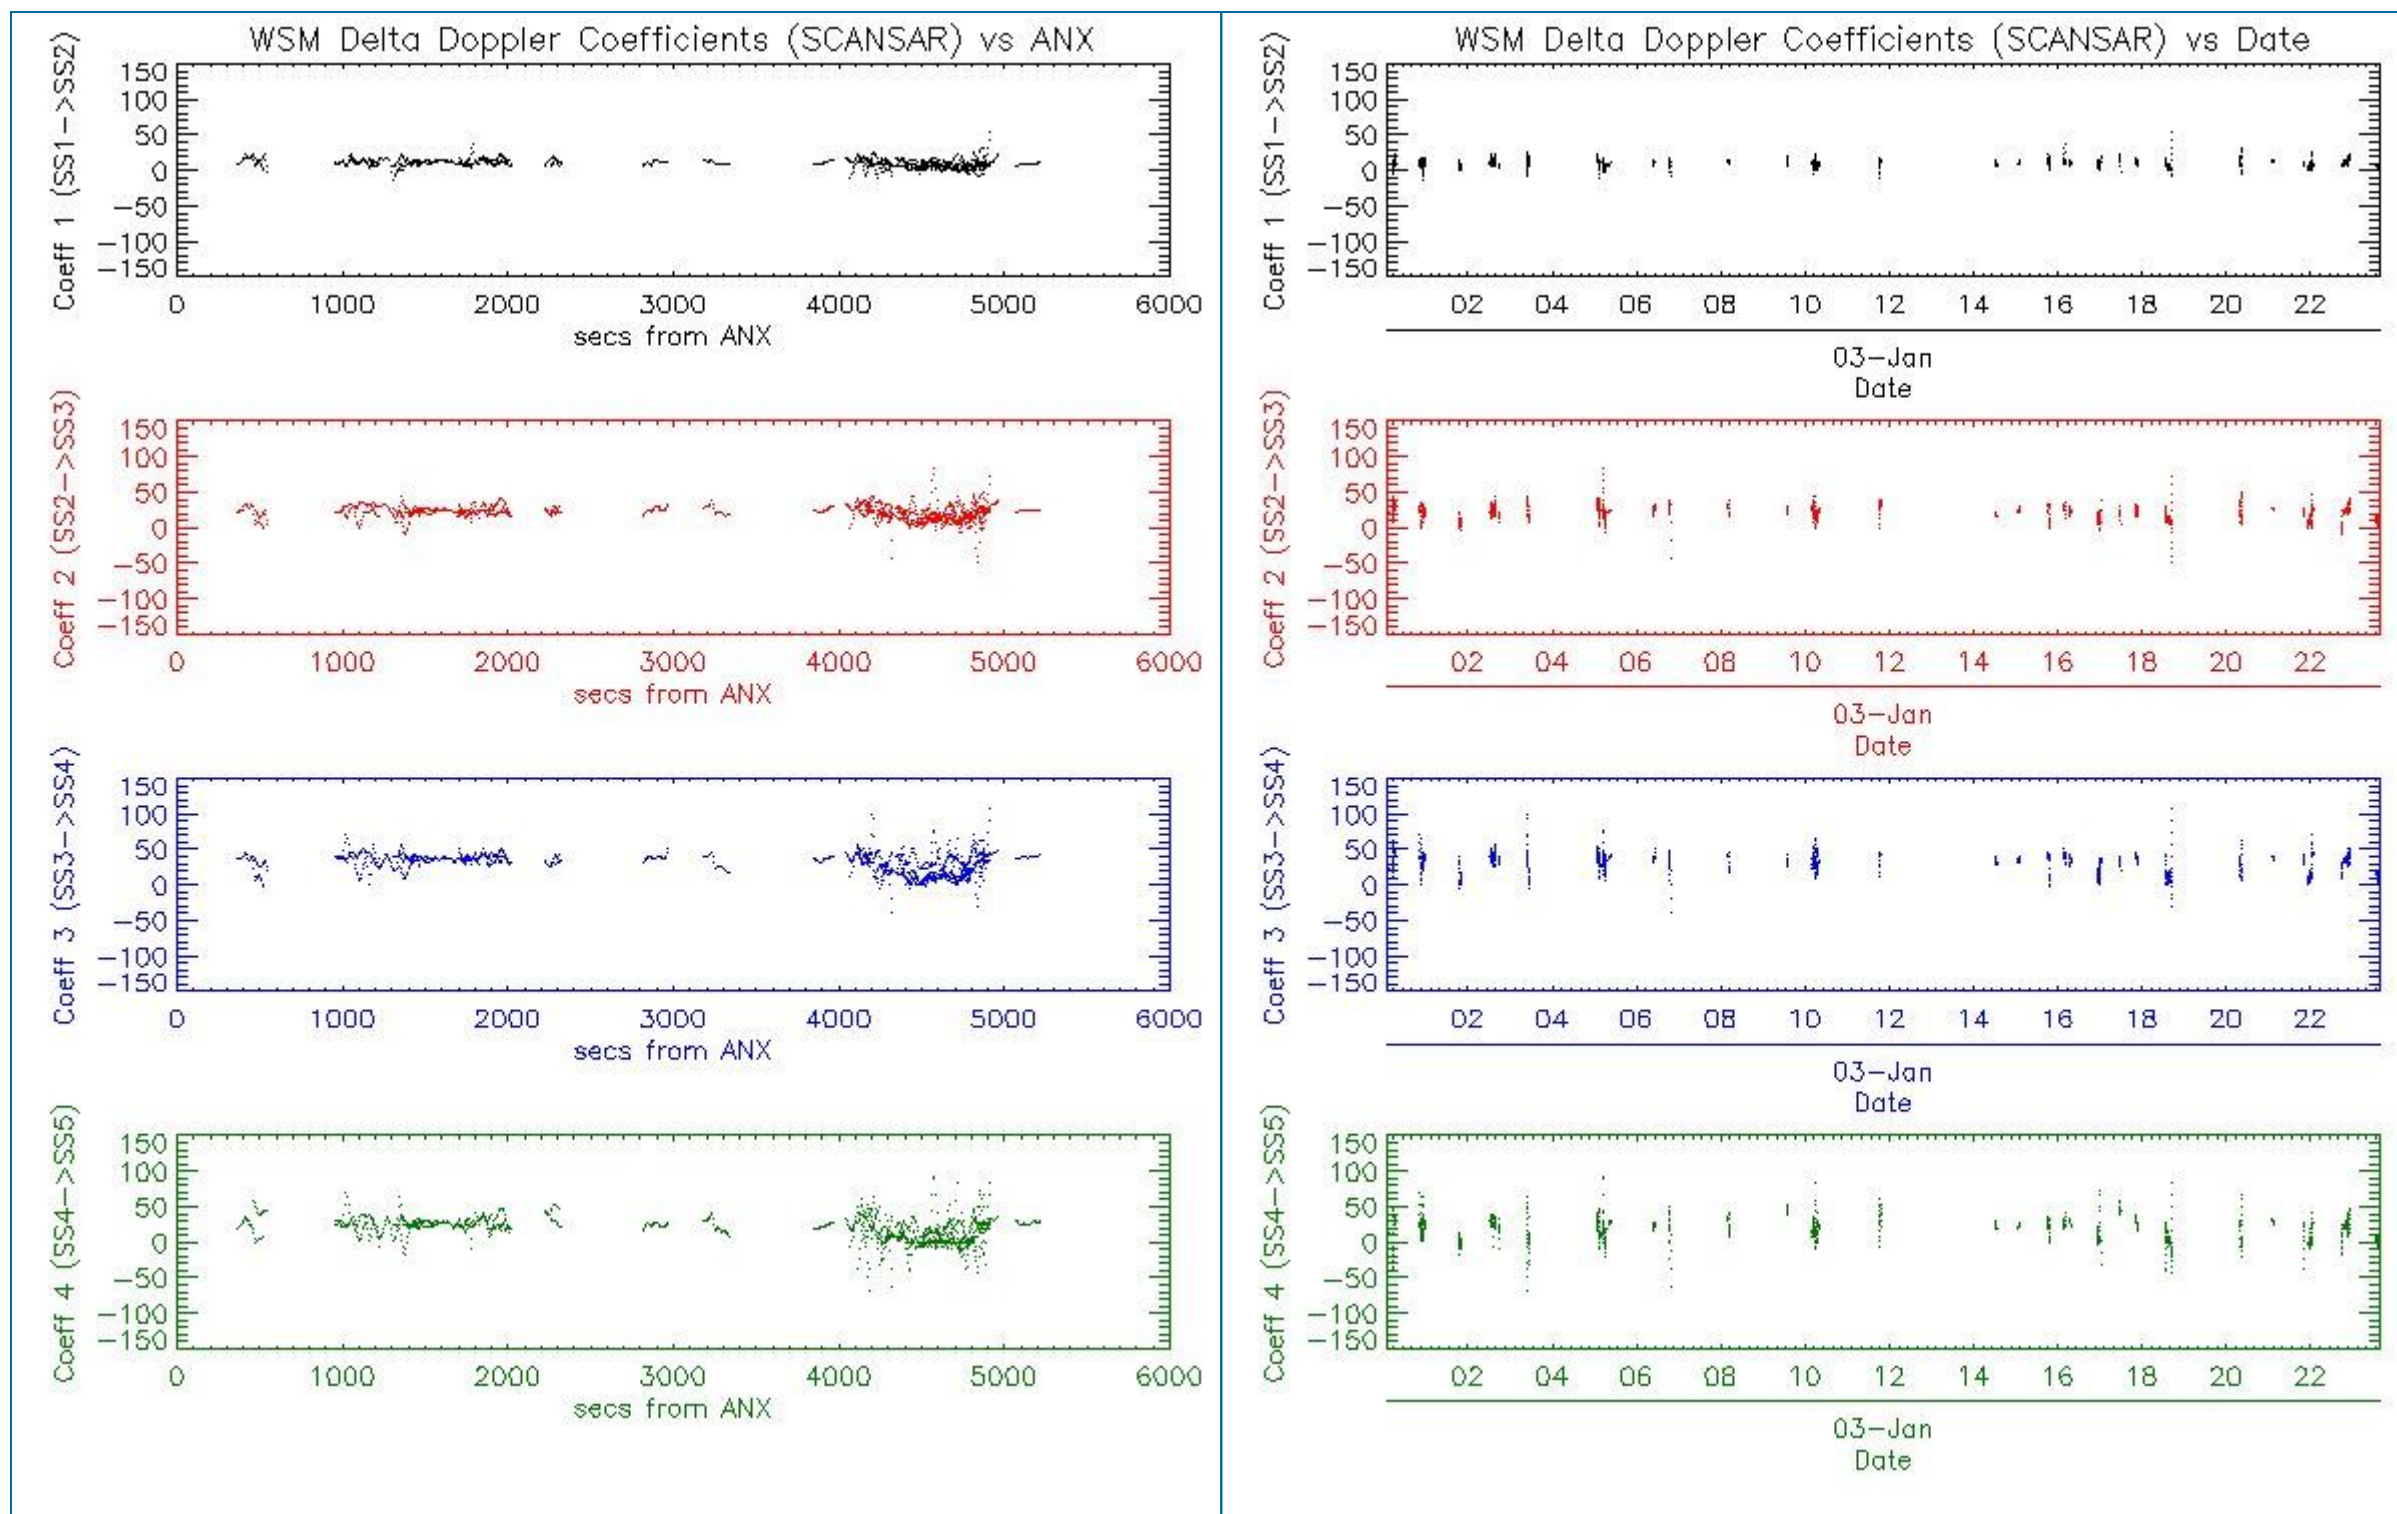 WSM Delta Doppler Coefficients (SCANSAR) vs ANX
Coeff 1 (SS1->SS2)
150
100
50
0
-50
-100
-150
0 1000 2000 3000 4000 5000 6000
secs from ANX
Coeff 2 (SS2->SS3)
150
100
50
0
-50
-100
-150
0 1000 2000 3000 4000 5000 6000
secs from ANX
Coeff 3 (SS3->SS4)
150
100
50
0
-50
-100
-150
0 1000 2000 3000 4000 5000 6000
secs from ANX
Coeff 4 (SS4->SS5)
150
100
50
0
-50
-100
-150
0 1000 2000 3000 4000 5000 6000
secs from ANX
WSM Delta Doppler Coefficients (SCANSAR) vs Date
Coeff 1 (SS1->SS2)
150
100
50
0
-50
-100
-150
02 04 06 08 10 12 14 16 18 20 22
03-Jan
Date
Coeff 2 (SS2->SS3)
150
100
50
0
-50
-100
-150
02 04 06 08 10 12 14 16 18 20 22
03-Jan
Date
Coeff 3 (SS3->SS4)
150
100
50
0
-50
-100
-150
02 04 06 08 10 12 14 16 18 20 22
03-Jan
Date
Coeff 4 (SS4->SS5)
150
100
50
0
-50
-100
-150
02 04 06 08 10 12 14 16 18 20 22
03-Jan
Date